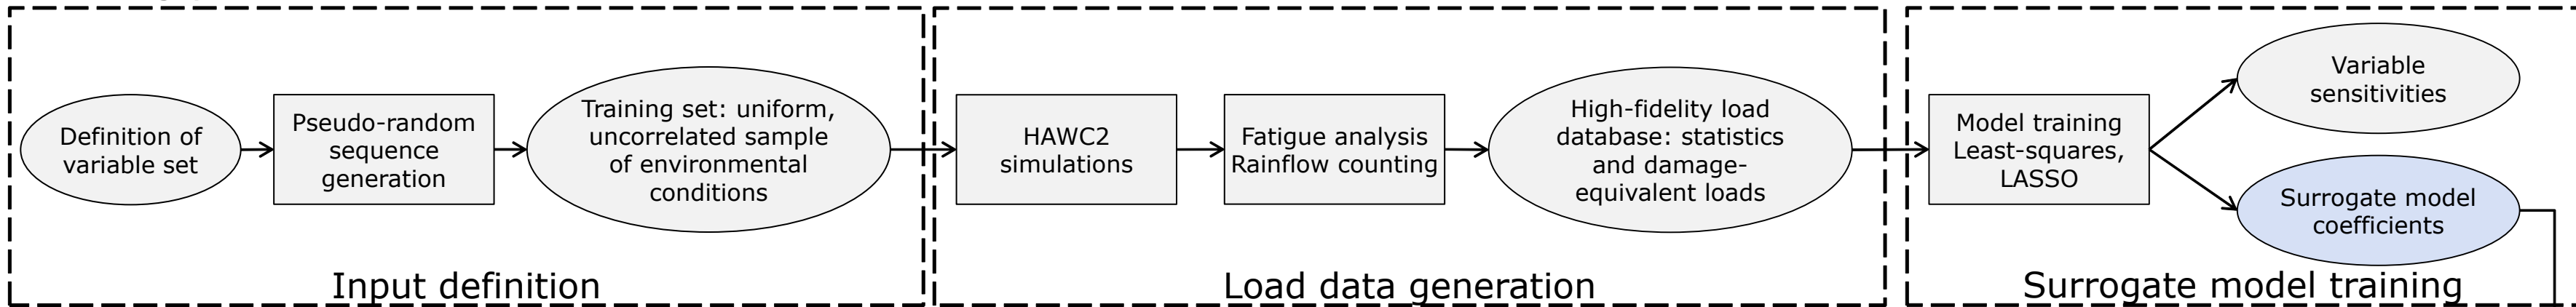 Definition of
variable set
Pseudo-random
sequence
generation
Training set: uniform,
uncorrelated sample
of environmental
conditions
Input definition
HAWC2
simulations
Fatigue analysis
Rainflow counting
High-fidelity load
database: statistics
and damage-
equivalent loads
Load data generation
Model training
Least-squares,
LASSO
Variable
sensitivities
Surrogate model
coefficients
Surrogate model training